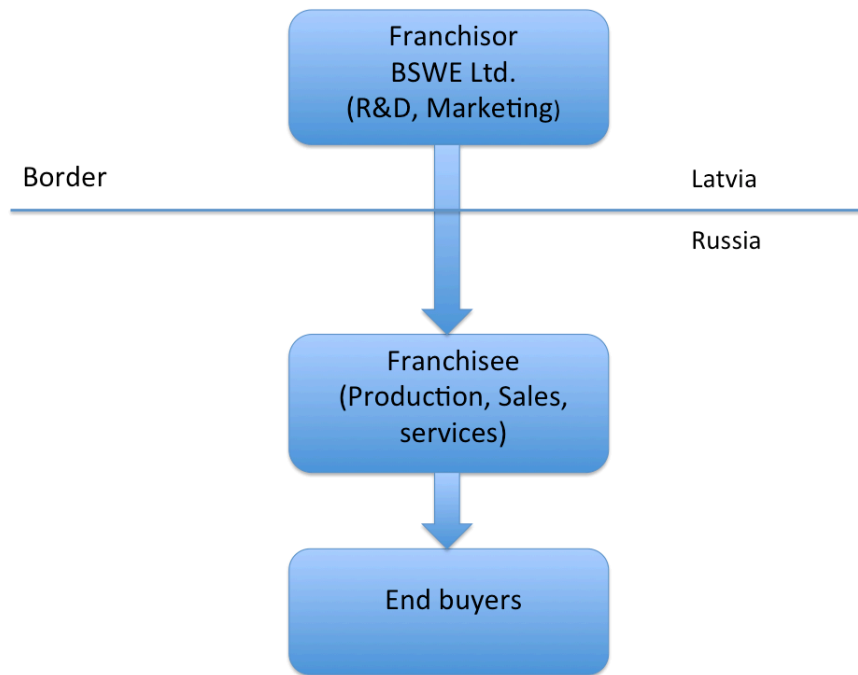 Franchisor
BSWE Ltd.
(R&D, Marketing)
Border
Latvia
Russia
Franchisee
(Production, Sales,
services)
End buyers